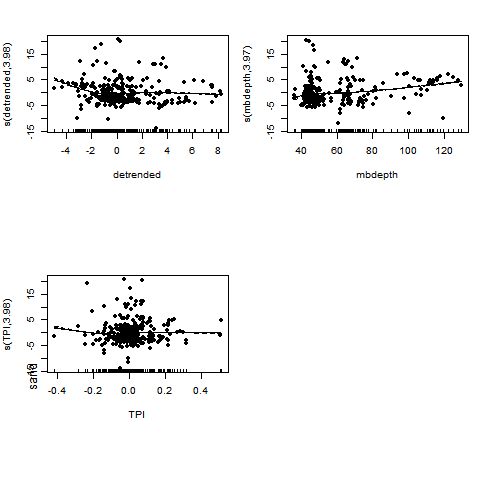 s(detrended,3.98)
-15 -5 5 15
-4 -2 0 2 4 6 8
detrended
s(mbdepth,3.97)
-15 -5 5 15
40 60 80 100 120
mbdepth
s(TPI,3.98)
sand
-15 -5 5 15
-0.4 -0.2 0.0 0.2 0.4
TPI